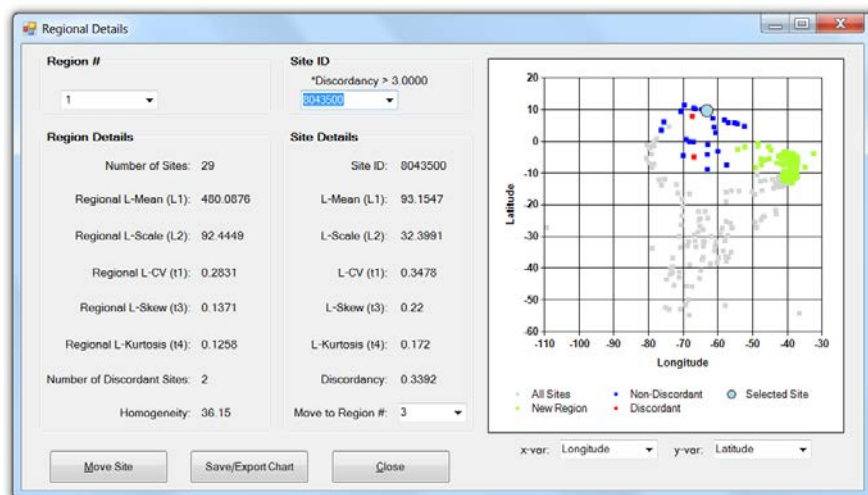 Regional Details
Region #
1
Site ID
*Discordancy > 3.0000
8043500
Region Details
Number of Sites: 29
Regional L-Mean (L1): 480.0876
Regional L-Scale (L2): 92.4449
Regional L-CV (t1): 0.2831
Regional L-Skew (t3): 0.1371
Regional L-Kurtosis (t4): 0.1258
Number of Discordant Sites: 2
Homogeneity: 36.15
Site Details
Site ID: 8043500
L-Mean (L1): 93.1547
L-Scale (L2): 32.3991
L-CV (t1): 0.3478
L-Skew (t3): 0.22
L-Kurtosis (t4): 0.172
Discordancy: 0.3392
Move to Region #: 3
Move Site
Save/Export Chart
Close
20
10
0
-10
-20
-30
-40
-50
-60
Latitude
-110 -100 -90 -80 -70 -60 -50 -40 -30
Longitude
All Sites
Non-Discordant
Selected Site
New Region
Discordant
x-var: Longitude
y-var: Latitude